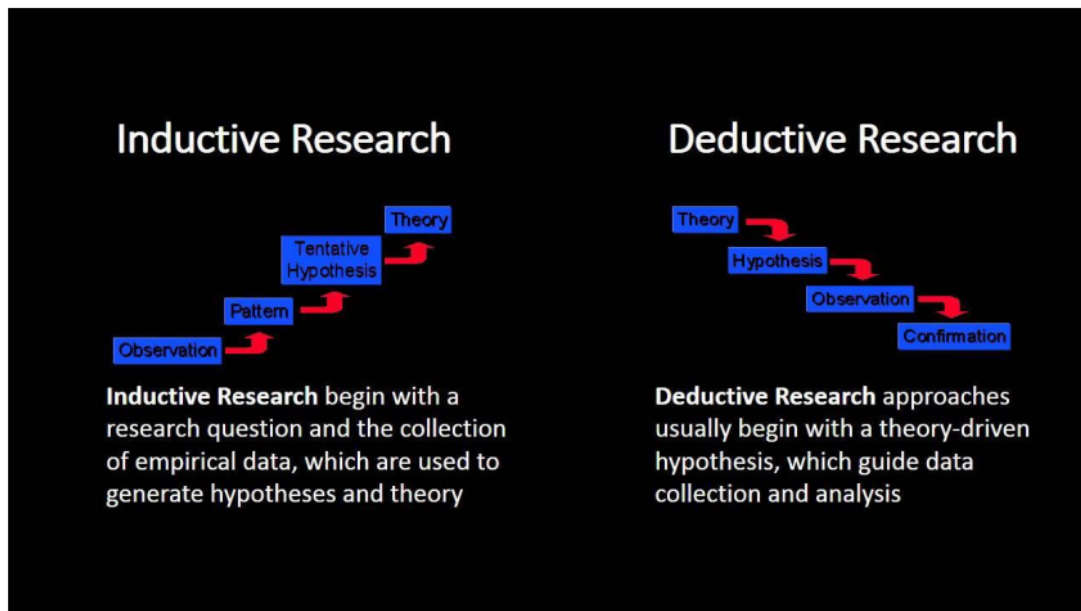 Inductive Research
Theory
Tentative
Hypothesis
Pattern
Observation
Inductive Research begin with a
research question and the collection
of empirical data, which are used to
generate hypotheses and theory
Deductive Research
Theory
Hypothesis
Observation
Confirmation
Deductive Research approaches
usually begin with a theory-driven
hypothesis, which guide data
collection and analysis